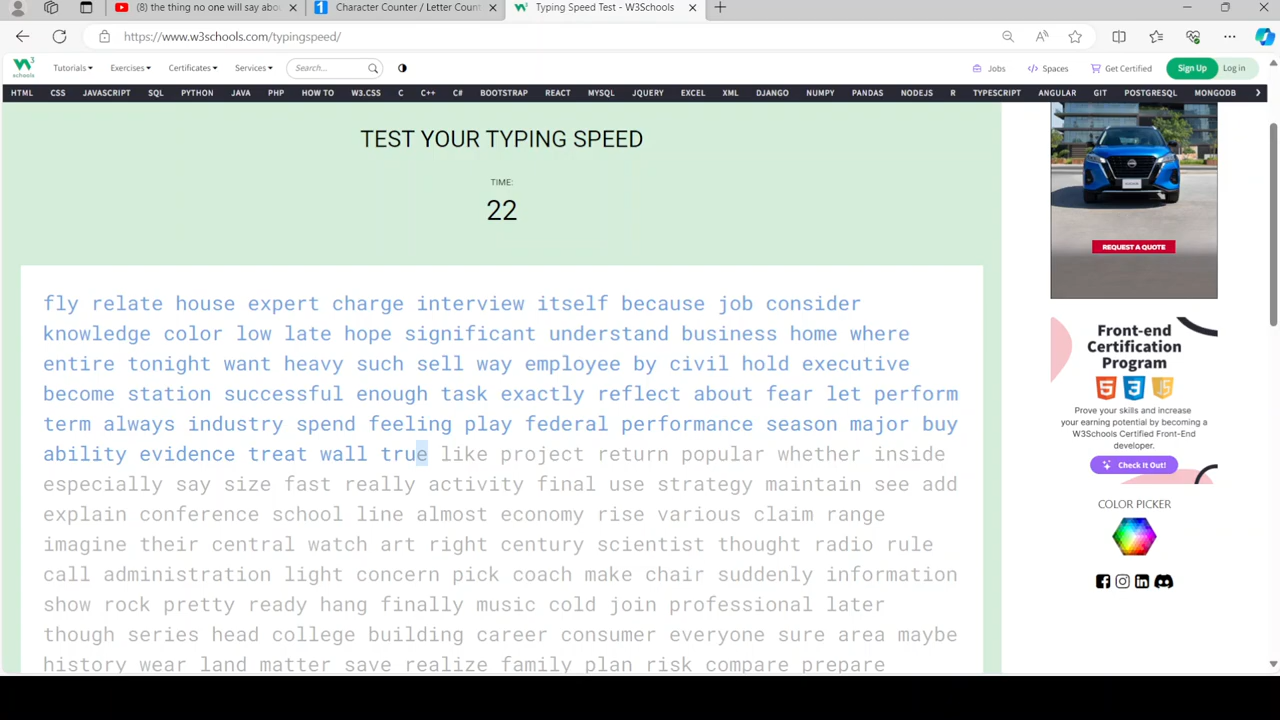 (8) the thing no one will say abou
Character Counter / Letter Count
Typing Speed Test - W3Schools
https://www.w3schools.com/typingspeed/
schools
Tutorials Exercises Certificates Services Search... Jobs Spaces Get Certified Sign Up Log in
HTML CSS JAVASCRIPT SQL PYTHON JAVA PHP HOW TO W3.CSS C C++ C# BOOTSTRAP REACT MYSQL JQUERY EXCEL XML DJANGO NUMPY PANDAS NODEJS R TYPESCRIPT ANGULAR GIT POSTGRESQL MONGODB
TEST YOUR TYPING SPEED
TIME:
22
fly relate house expert charge interview itself because job consider
knowledge color low late hope significant understand business home where
entire tonight want heavy such sell way employee by civil hold executive
become station successful enough task exactly reflect about fear let perform
term always industry spend feeling play federal performance season major buy
ability evidence treat wall true like project return popular whether inside
especially say size fast really activity final use strategy maintain see add
explain conference school line almost economy rise various claim range
imagine their central watch art right century scientist thought radio rule
call administration light concern pick coach make chair suddenly information
show rock pretty ready hang finally music cold join professional later
though series head college building career consumer everyone sure area maybe
history wear land matter save realize family plan risk compare prepare
REQUEST A QUOTE
Front-end
Certification
Program
Prove your skills and increase
your earning potential by becoming a
W3Schools Certified Front-End
developer.
Check It Out!
COLOR PICKER